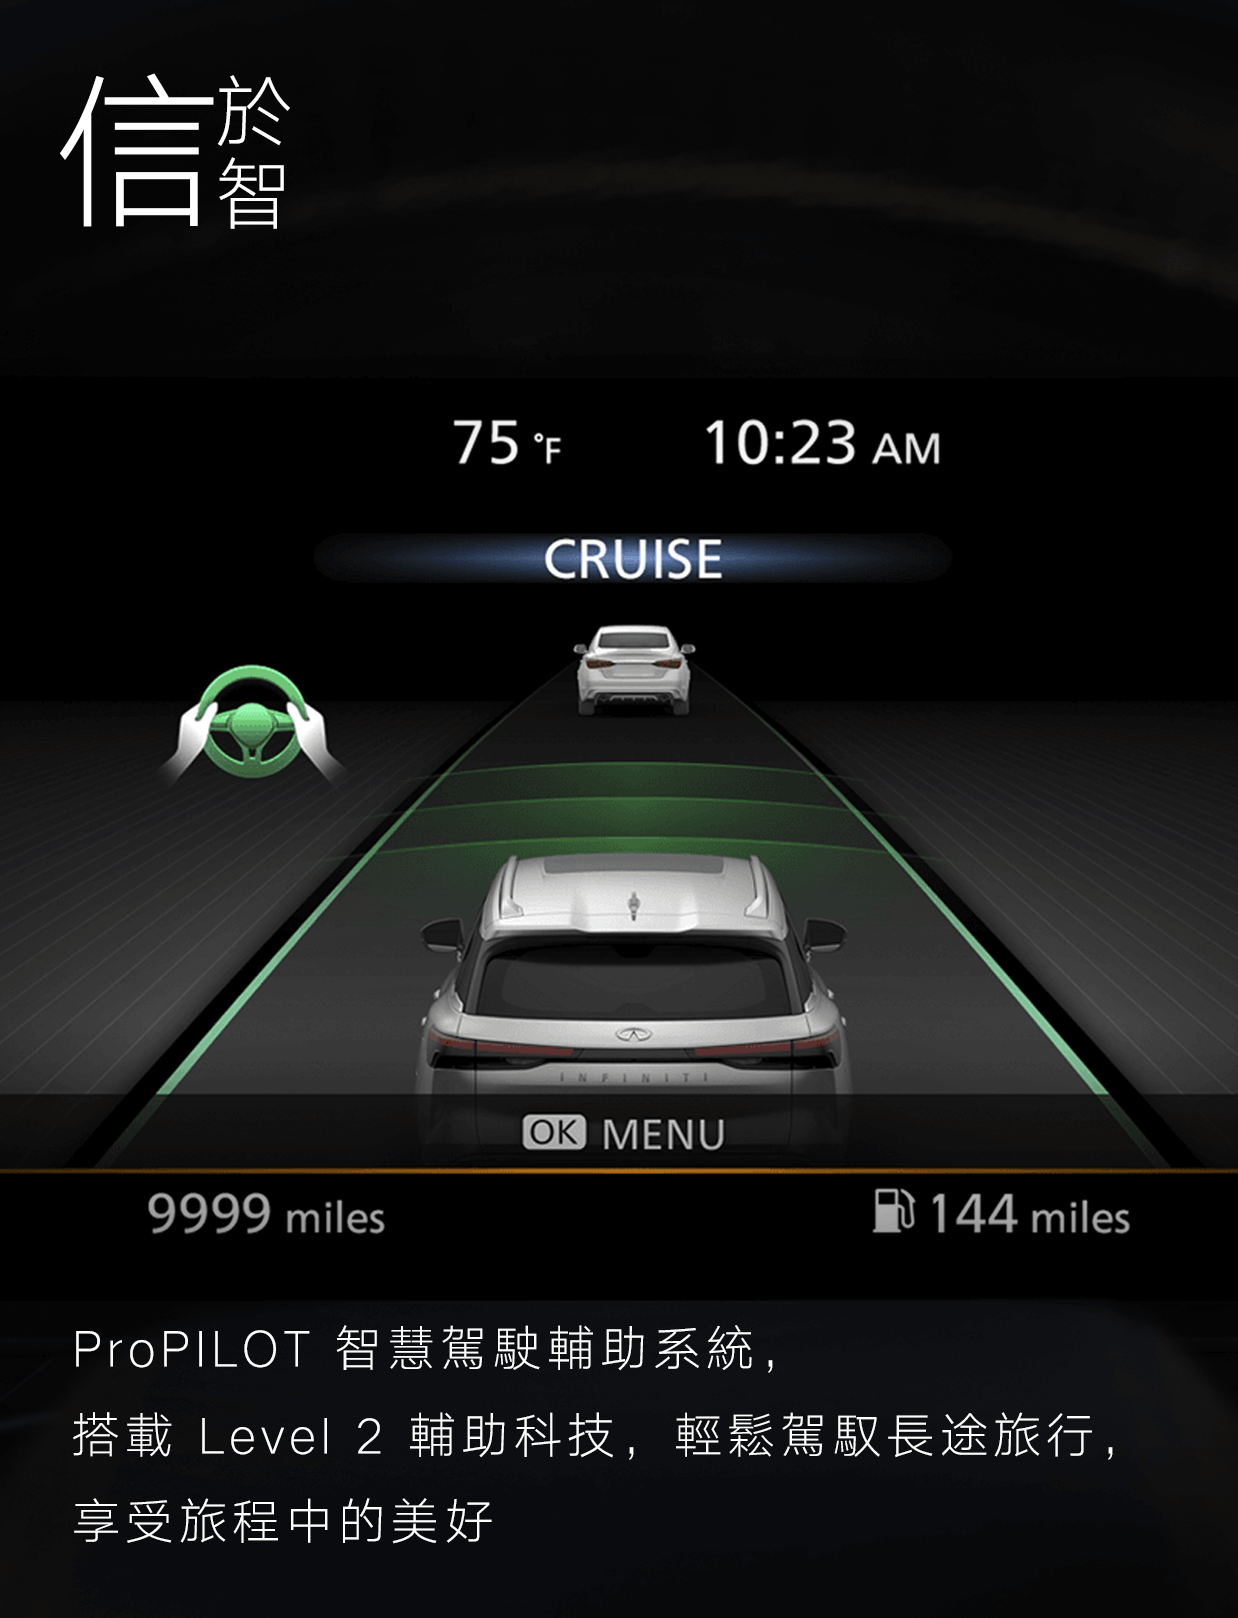 信於智
75 °F 10:23 AM
CRUISE
INFINITI
OK MENU
9999 miles 144 miles
ProPILOT 智慧駕駛輔助系統，
搭載 Level 2 輔助科技，輕鬆駕馭長途旅行，
享受旅程中的美好